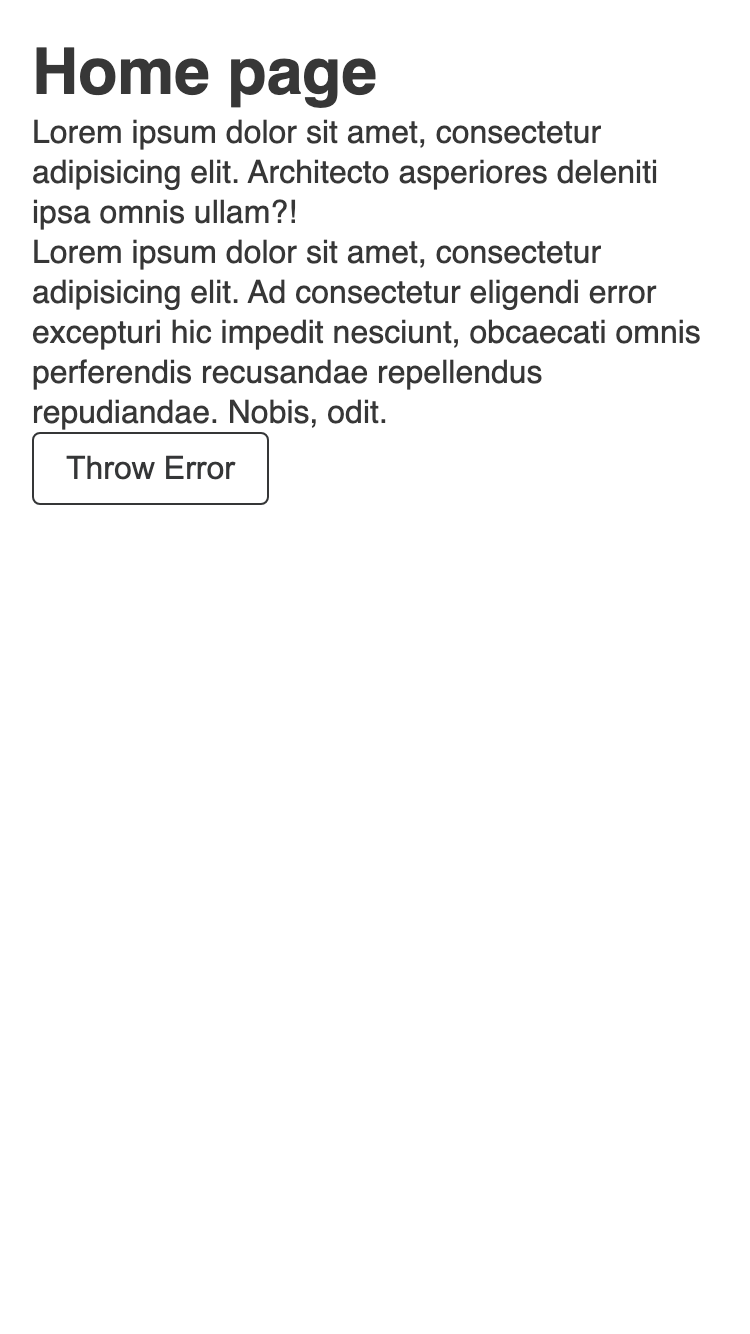 Home page
Lorem ipsum dolor sit amet, consectetur
adipisicing elit. Architecto asperiores deleniti
ipsa omnis ullam?!
Lorem ipsum dolor sit amet, consectetur
adipisicing elit. Ad consectetur eligendi error
excepturi hic impedit nesciunt, obcaecati omnis
perferendis recusandae repellendus
repudiandae. Nobis, odit.
Throw Error